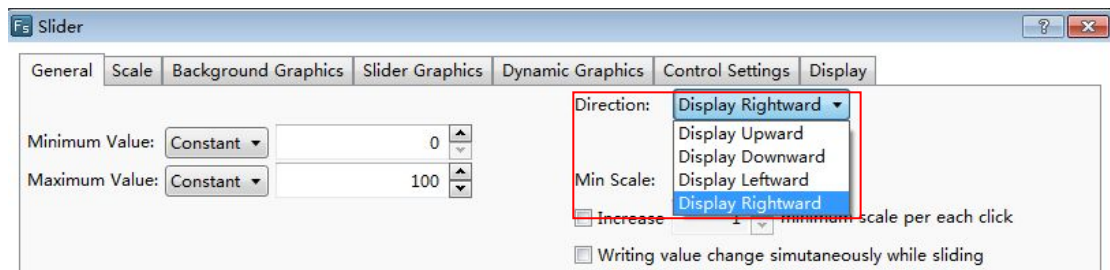 Fs Slider ?
General Scale Background Graphics Slider Graphics Dynamic Graphics Control Settings Display
Direction: Display Rightward
Display Upward
Minimum Value: Constant 0
Display Downward
Maximum Value: Constant 100 Min Scale: Display Leftward
Display Rightward
Increase 1 minimum scale per each click
Writing value change simutaneously while sliding